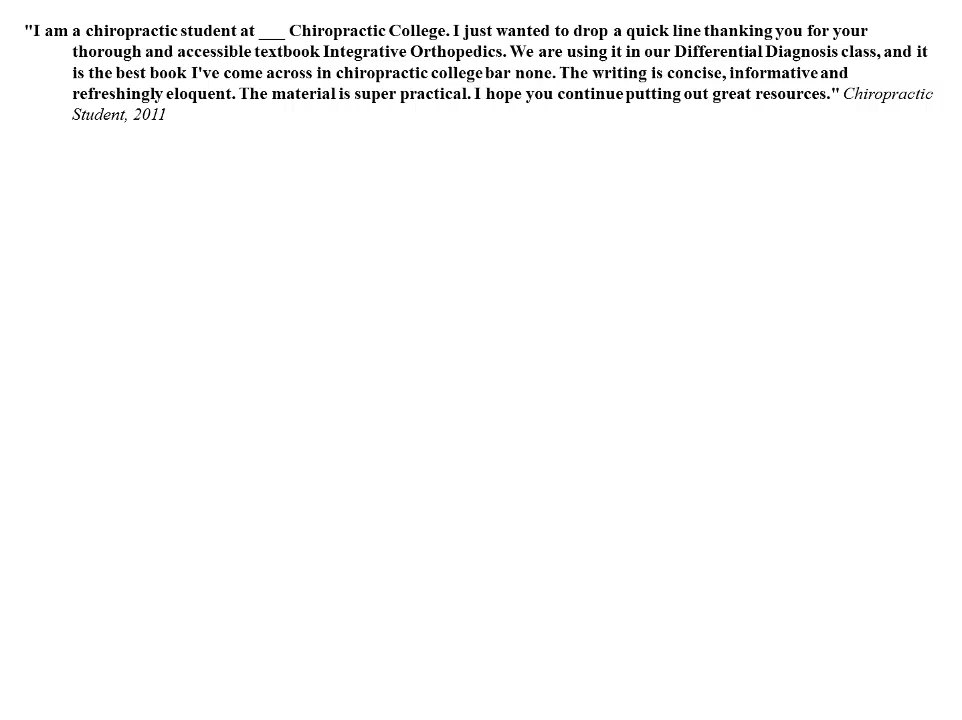 "I am a chiropractic student at ___ Chiropractic College. I just wanted to drop a quick line thanking you for your
thorough and accessible textbook Integrative Orthopedics. We are using it in our Differential Diagnosis class, and it
is the best book I've come across in chiropractic college bar none. The writing is concise, informative and
refreshingly eloquent. The material is super practical. I hope you continue putting out great resources." Chiropractic
Student, 2011